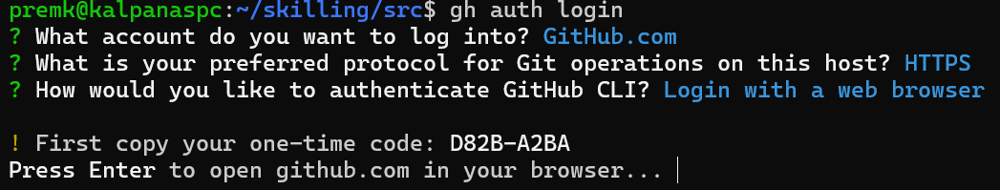 premk@kalpanaspc:~/skilling/src$ gh auth login
? What account do you want to log into? GitHub.com
? What is your preferred protocol for Git operations on this host? HTTPS
? How would you like to authenticate GitHub CLI? Login with a web browser
! First copy your one-time code: D82B-A2BA
Press Enter to open github.com in your browser...